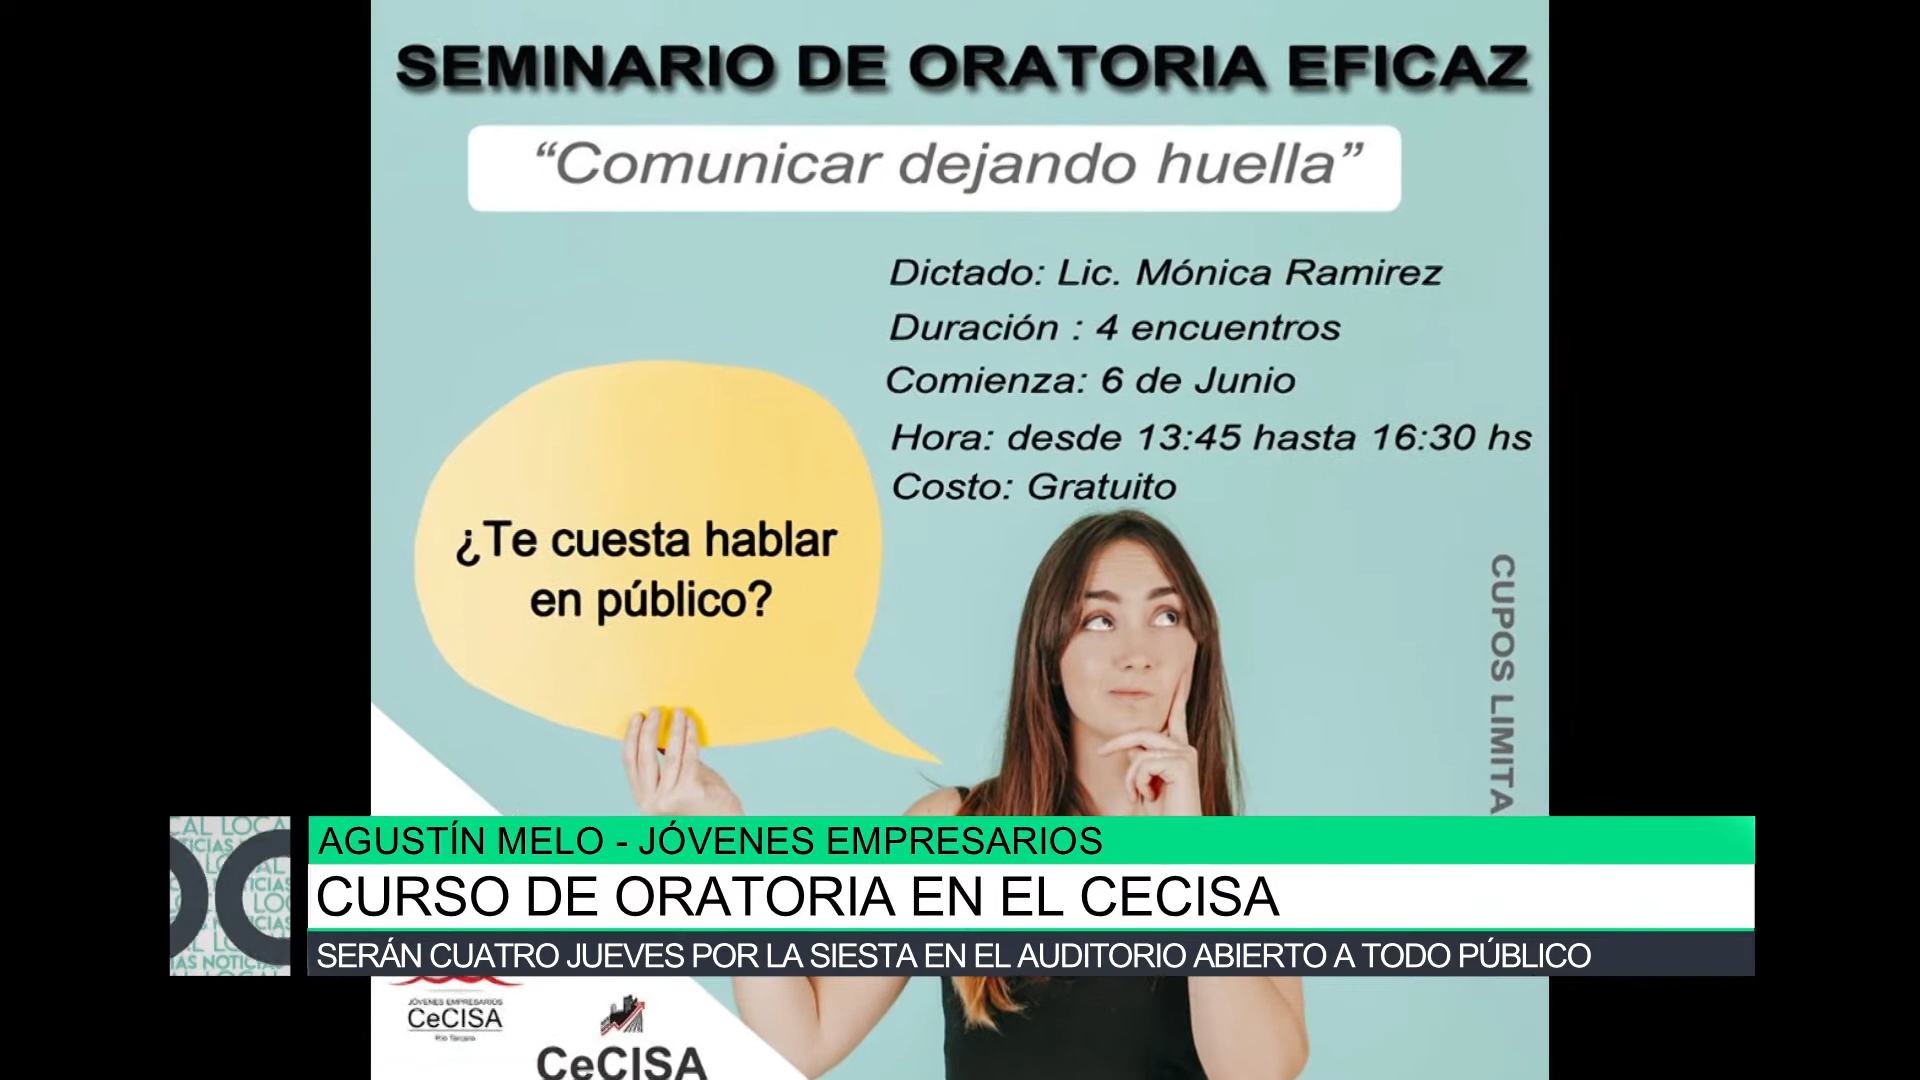 SEMINARIO DE ORATORIA EFICAZ
“Comunicar dejando huella”
Dictado: Lic. Mónica Ramirez
Duración : 4 encuentros
Comienza: 6 de Junio
Hora: desde 13:45 hasta 16:30 hs
Costo: Gratuito
¿Te cuesta hablar
en público?
CUPOS LIMITA
AGUSTÍN MELO - JÓVENES EMPRESARIOS
CURSO DE ORATORIA EN EL CECISA
SERÁN CUATRO JUEVES POR LA SIESTA EN EL AUDITORIO ABIERTO A TODO PÚBLICO
JÓVENES EMPRESARIOS
CeCISA
Río Tercero
CeCISA